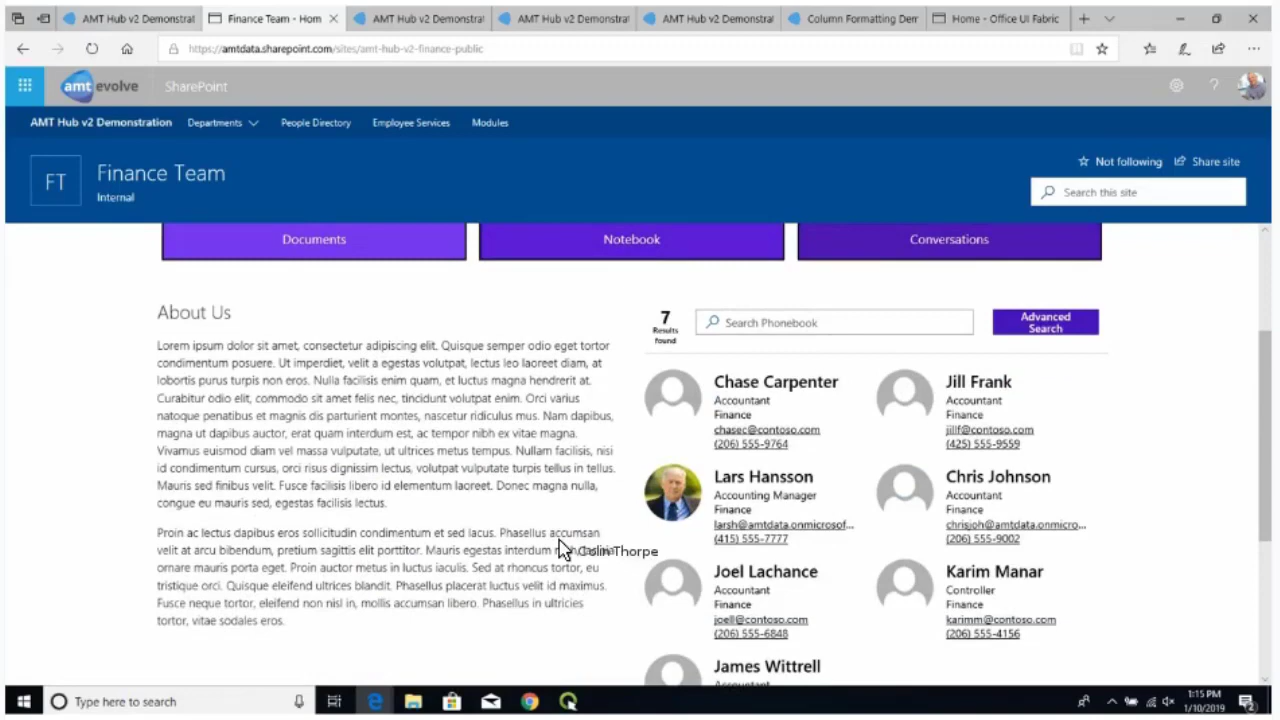 AMT Hub v2 Demonstrat
Finance Team - Hom
AMT Hub v2 Demonstrat
AMT Hub v2 Demonstrat
AMT Hub v2 Demonstrat
Column Formatting Dem
Home - Office UI Fabric
https://amtdata.sharepoint.com/sites/amt-hub-v2-finance-public
amt evolve
SharePoint
AMT Hub v2 Demonstration
Departments
People Directory
Employee Services
Modules
Not following
Share site
FT
Finance Team
Internal
Search this site
Documents
Notebook
Conversations
About Us
Lorem ipsum dolor sit amet, consectetur adipiscing elit. Quisque semper odio eget tortor
condimentum posuere. Ut imperdiet, velit a egestas volutpat, lectus leo laoreet diam, at
lobortis purus turpis non eros. Nulla facilisis enim quam, et luctus magna hendrerit at.
Curabitur odio elit, commodo sit amet felis nec, tincidunt volutpat enim. Orci varius
natoque penatibus et magnis dis parturient montes, nascetur ridiculus mus. Nam dapibus,
magna ut dapibus auctor, erat quam interdum est, ac tempor nibh ex vitae magna.
Vivamus euismod diam vel massa vulputate, ut ultrices metus tempus. Nullam facilisis, nisi
id condimentum cursus, orci risus dignissim lectus, volutpat vulputate turpis tellus in tellus.
Mauris sed finibus velit. Fusce facilisis libero id elementum laoreet. Donec magna nulla,
congue eu mauris sed, egestas facilisis lectus.
Proin ac lectus dapibus eros sollicitudin condimentum et sed lacus. Phasellus accumsan
velit at arcu bibendum, pretium sagittis elit porttitor. Mauris egestas interdum
Colin Thorpe
ornare mauris porta eget. Proin auctor metus in luctus iaculis. Sed at rhoncus tortor, eu
tristique orci. Quisque eleifend ultrices blandit. Phasellus placerat luctus velit id maximus.
Fusce neque tortor, eleifend non nisl in, mollis accumsan libero. Phasellus in ultricies
tortor, vitae sodales eros.
7
Results
found
Search Phonebook
Advanced
Search
Chase Carpenter
Accountant
Finance
chasec@contoso.com
(206) 555-9764
Jill Frank
Accountant
Finance
jillf@contoso.com
(425) 555-9559
Lars Hansson
Accounting Manager
Finance
larsh@amtdata.onmicrosof...
(415) 555-7777
Chris Johnson
Accountant
Finance
chrisjoh@amtdata.onmicro...
(206) 555-9002
Joel Lachance
Accountant
Finance
joell@contoso.com
(206) 555-6848
Karim Manar
Controller
Finance
karimm@contoso.com
(206) 555-4156
James Wittrell
Accountant
Type here to search
1:15 PM
1/10/2019
2